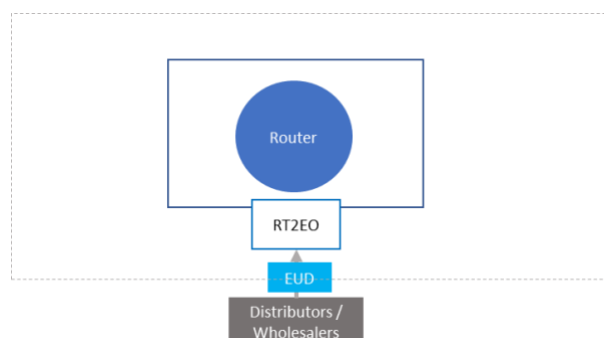 Router
RT2EO
EUD
Distributors /
Wholesalers